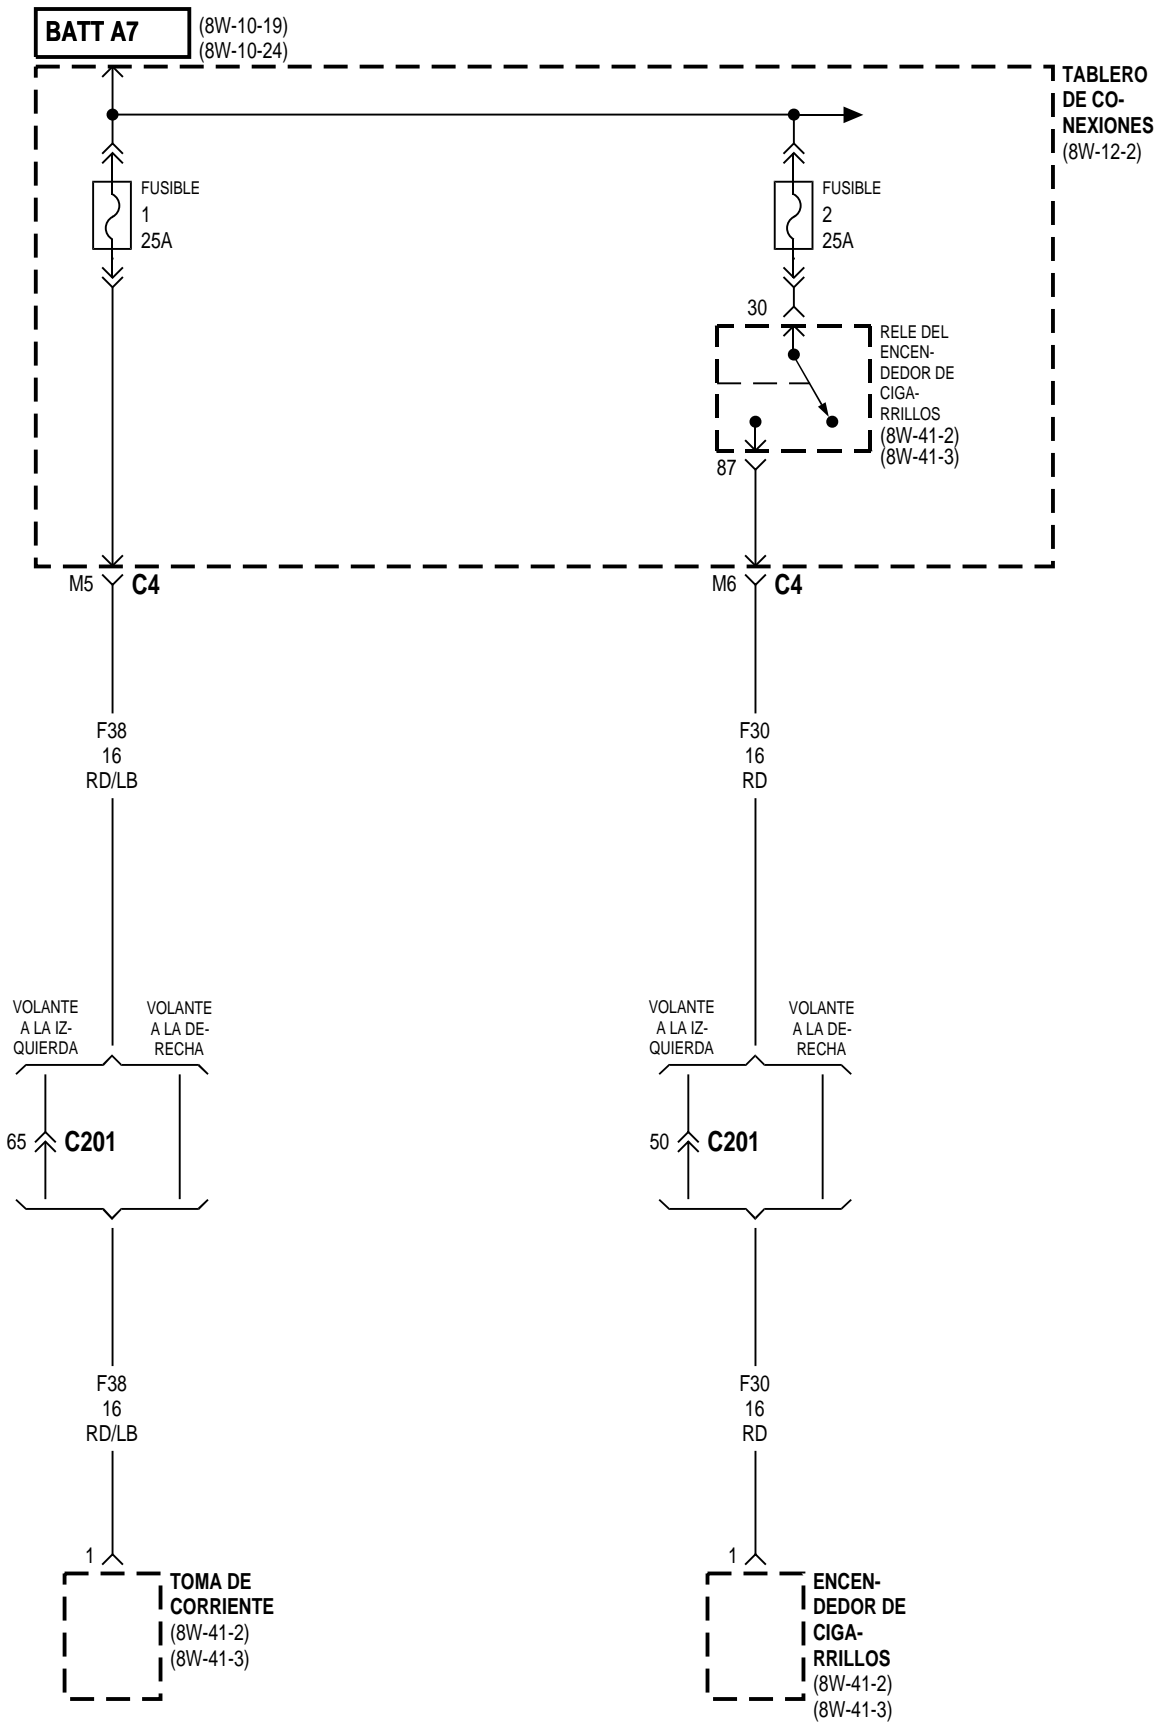 BATT A7
(8W-10-19)
(8W-10-24)
TABLERO
DE CO-
NEXIONES
(8W-12-2)
FUSIBLE
1
25A
FUSIBLE
2
25A
30
RELE DEL
ENCEN-
DEDOR DE
CIGA-
RRILLOS
(8W-41-2)
(8W-41-3)
87
M5 C4
M6 C4
F38
16
RD/LB
F30
16
RD
VOLANTE
A LA IZ-
QUIERDA
VOLANTE
A LA DE-
RECHA
VOLANTE
A LA IZ-
QUIERDA
VOLANTE
A LA DE-
RECHA
65 C201
50 C201
F38
16
RD/LB
F30
16
RD
1
TOMA DE
CORRIENTE
(8W-41-2)
(8W-41-3)
1
ENCEN-
DEDOR DE
CIGA-
RRILLOS
(8W-41-2)
(8W-41-3)